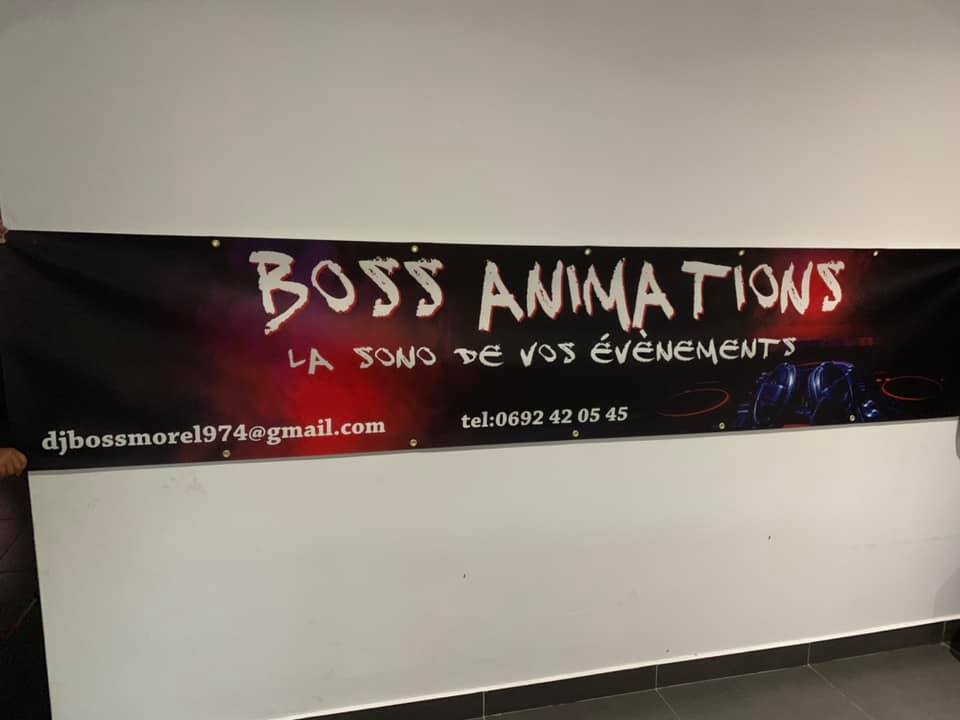 BOSS ANIMATIONS
LA SONO DE VOS ÉVÈNEMENTS
djbossmorel974@gmail.com
tel:0692 42 05 45